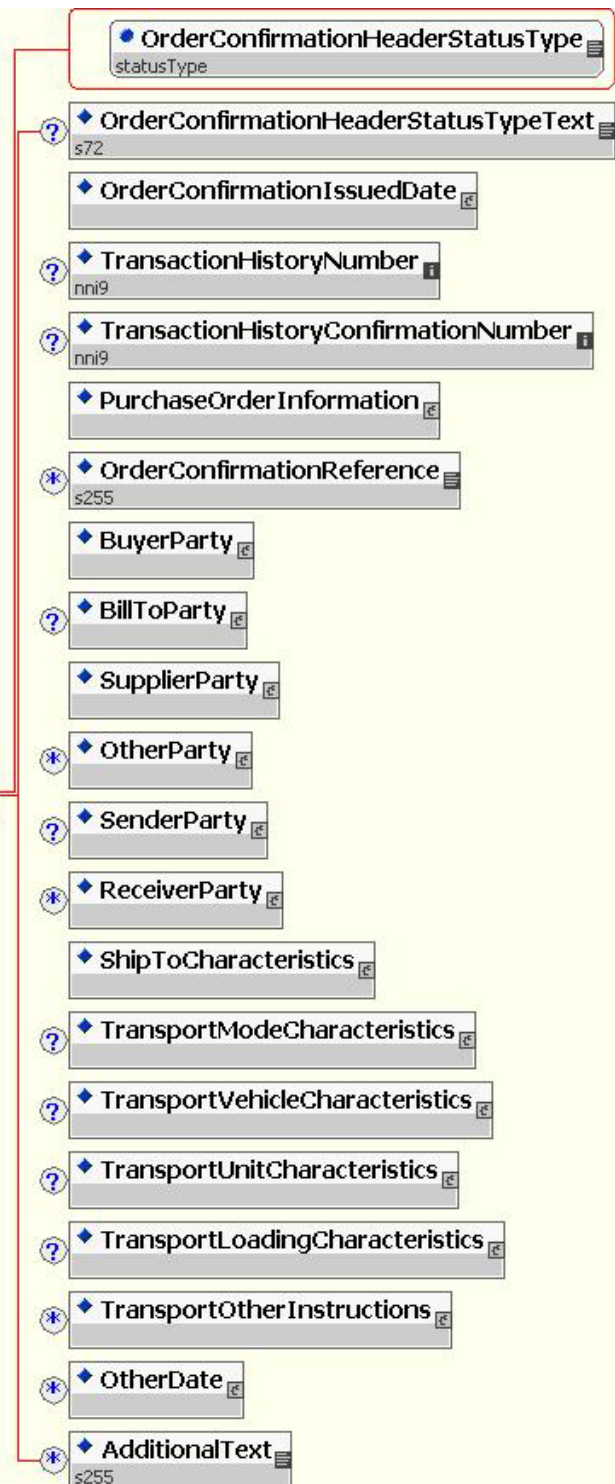 OrderConfirmationHeaderStatusType
statusType
? OrderConfirmationHeaderStatusTypeText
s72
OrderConfirmationIssuedDate
? TransactionHistoryNumber
nni9
? TransactionHistoryConfirmationNumber
nni9
PurchaseOrderInformation
* OrderConfirmationReference
s255
BuyerParty
? BillToParty
SupplierParty
* OtherParty
? SenderParty
* ReceiverParty
ShipToCharacteristics
? TransportModeCharacteristics
? TransportVehicleCharacteristics
? TransportUnitCharacteristics
? TransportLoadingCharacteristics
* TransportOtherInstructions
* OtherDate
* AdditionalText
s255